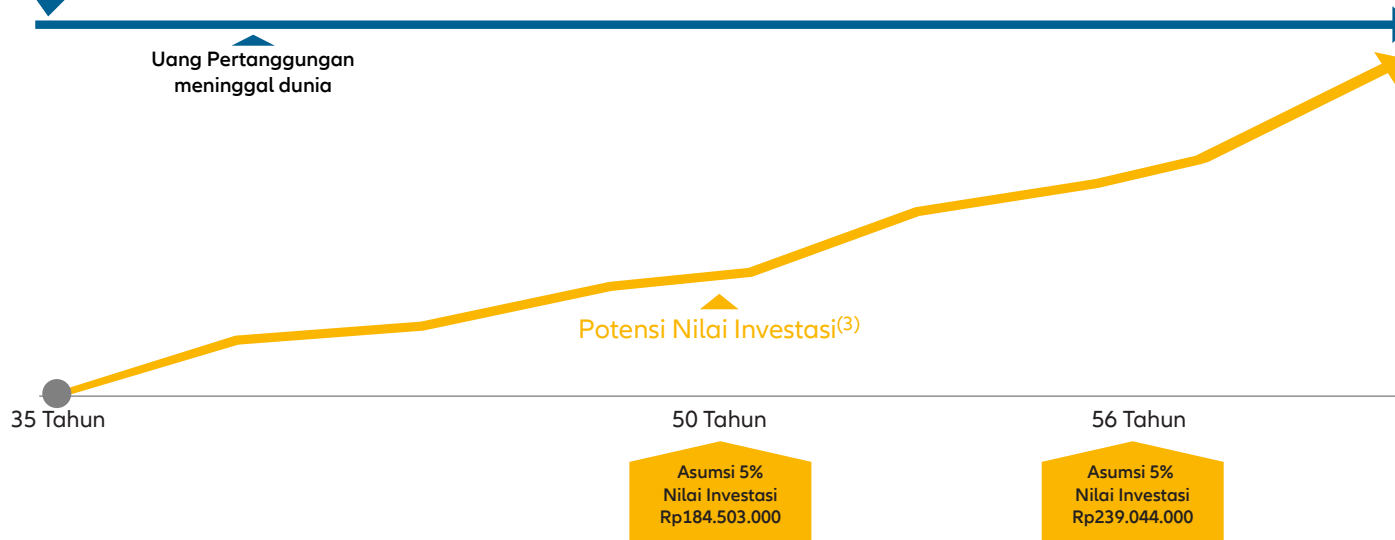 Uang Pertanggungan
meninggal dunia
Potensi Nilai Investasi(3)
35 Tahun
50 Tahun
56 Tahun
Asumsi 5%
Nilai Investasi
Rp184.503.000
Asumsi 5%
Nilai Investasi
Rp239.044.000